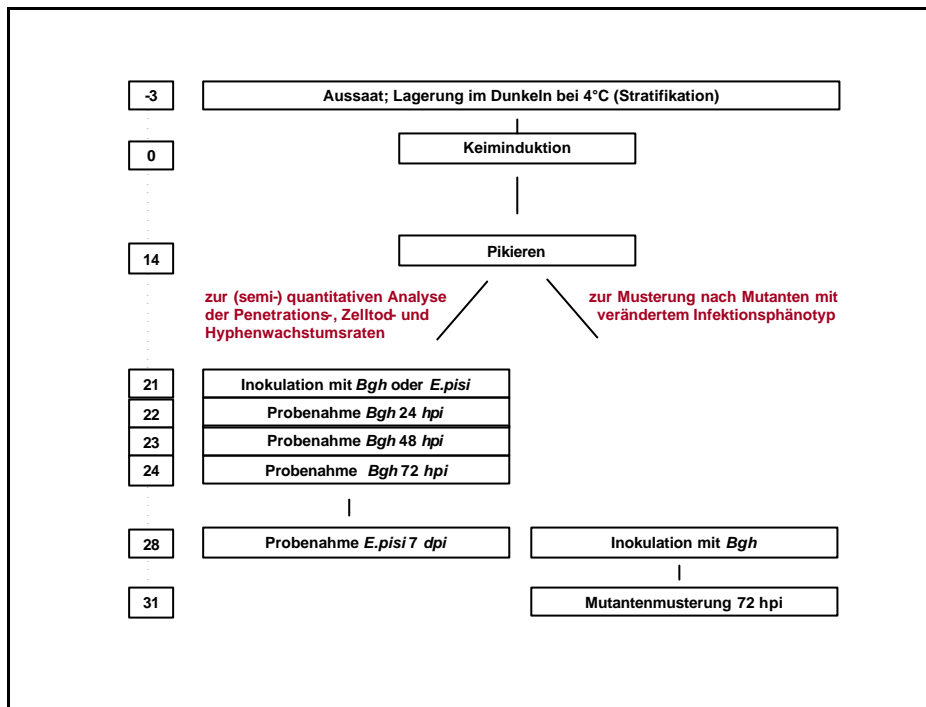 -3
Aussaat; Lagerung im Dunkeln bei 4°C (Stratifikation)
0
Keiminduktion
14
Pikieren
zur (semi-) quantitativen Analyse
der Penetrations-, Zelltod- und
Hyphenwachstumsraten
zur Musterung nach Mutanten mit
verändertem Infektionsphänotyp
21
Inokulation mit Bgh oder E.pisi
22
Probenahme Bgh 24 hpi
23
Probenahme Bgh 48 hpi
24
Probenahme Bgh 72 hpi
28
Probenahme E.pisi 7 dpi
Inokulation mit Bgh
31
Mutantenmusterung 72 hpi